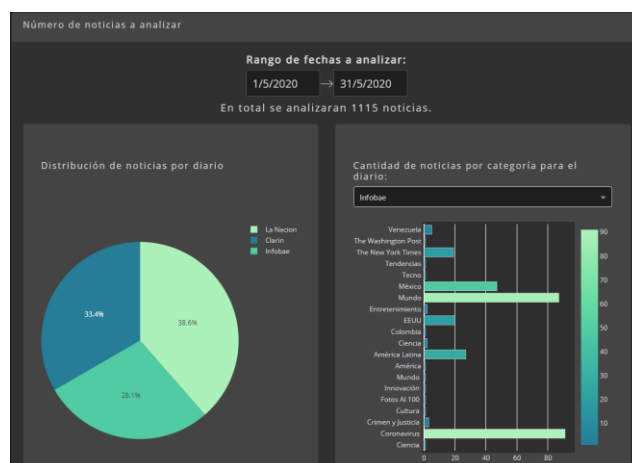 Número de noticias a analizar
Rango de fechas a analizar:
1/5/2020 → 31/5/2020
En total se analizaran 1115 noticias.
Distribución de noticias por diario
La Nacion
Clarin
Infobae
33.4%
38.6%
28.1%
Cantidad de noticias por categoría para el
diario:
Infobae
Venezuela
The Washington Post
The New York Times
Tendencias
Tecno
México
Mundo
Entretenimiento
EEUU
Colombia
Ciencia
América Latina
América
Mundo
Innovación
Fotos Al 100
Cultura
Crimen y Justicia
Coronavirus
Ciencia
0 20 40 60 80
90
80
70
60
50
40
30
20
10